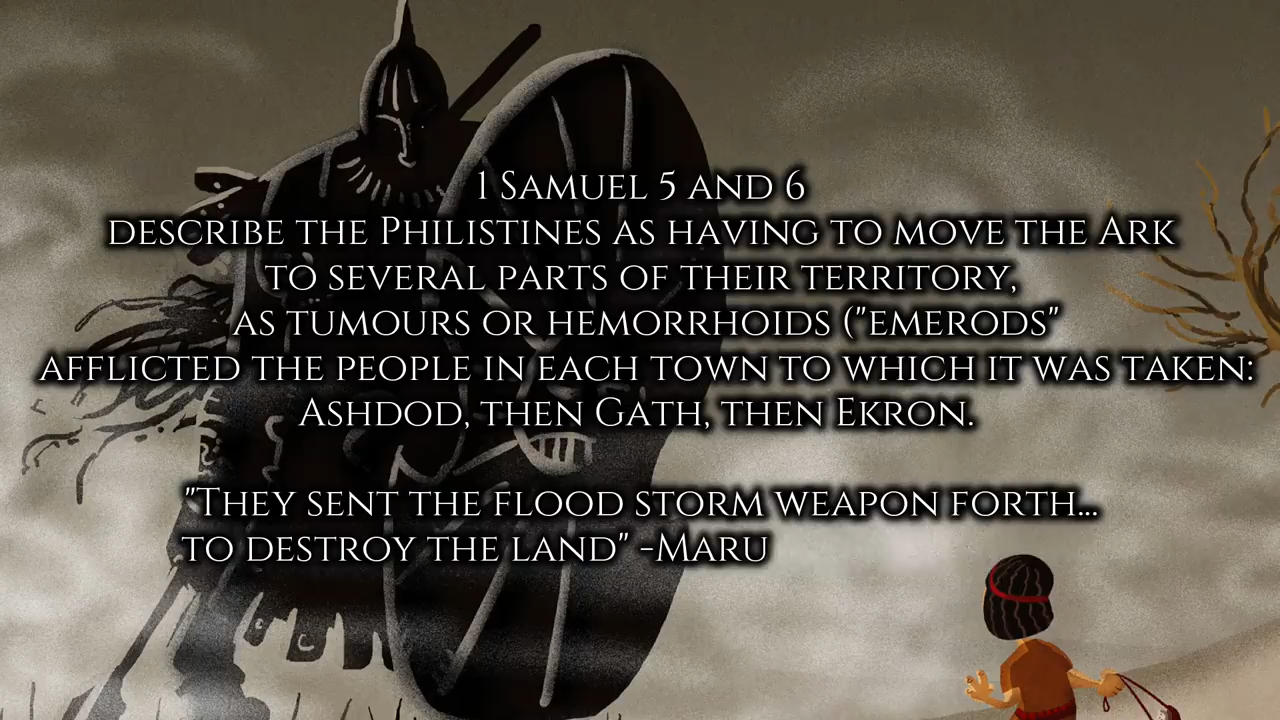 1 Samuel 5 and 6
describe the Philistines as having to move the Ark
to several parts of their territory,
as tumours or hemorrhoids ("emerods"
afflicted the people in each town to which it was taken:
Ashdod, then Gath, then Ekron.
"They sent the flood storm weapon forth...
to destroy the land" -Maru